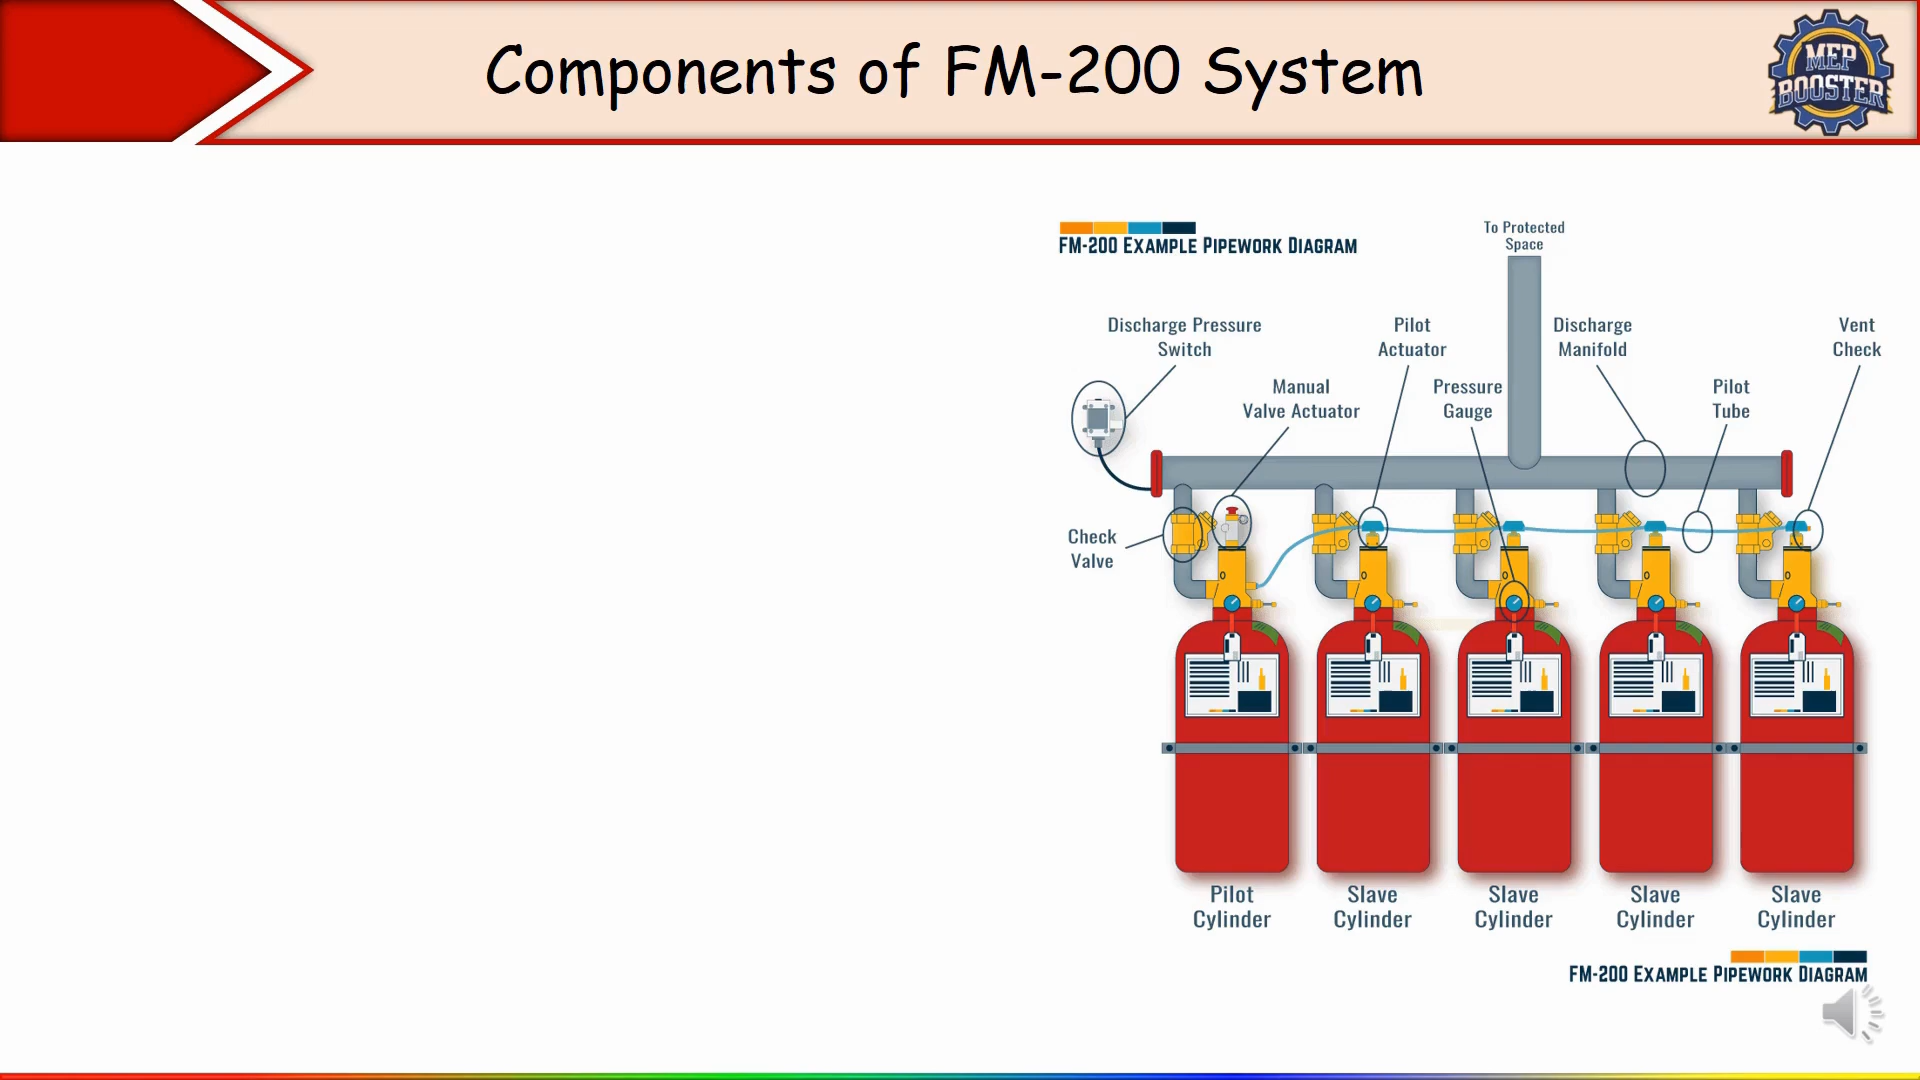 Components of FM-200 System
MEP
BOOSTER
FM-200 Example Pipework Diagram
To Protected
Space
Discharge Pressure
Switch
Pilot
Actuator
Discharge
Manifold
Vent
Check
Manual
Valve Actuator
Pressure
Gauge
Pilot
Tube
Check
Valve
Pilot
Cylinder
Slave
Cylinder
Slave
Cylinder
Slave
Cylinder
Slave
Cylinder
FM-200 Example Pipework Diagram